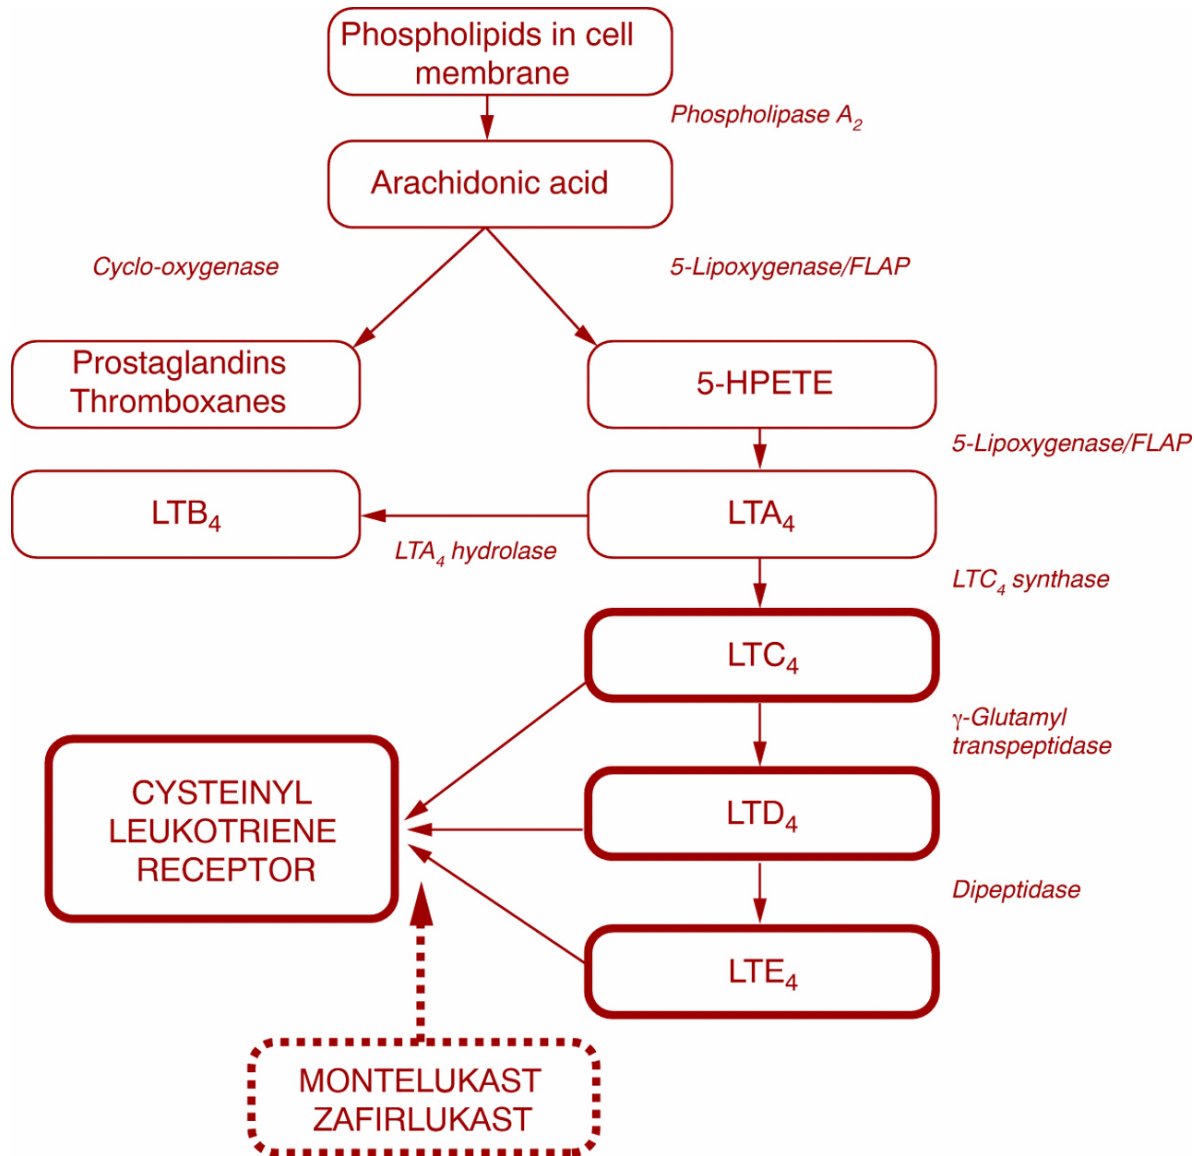 Phospholipids in cell
membrane
Phospholipase A₂
Arachidonic acid
Cyclo-oxygenase
5-Lipoxygenase/FLAP
Prostaglandins
Thromboxanes
5-HPETE
5-Lipoxygenase/FLAP
LTB₄
LTA₄
LTA₄ hydrolase
LTC₄ synthase
LTC₄
γ-Glutamyl
transpeptidase
CYSTEINYL
LEUKOTRIENE
RECEPTOR
LTD₄
Dipeptidase
LTE₄
MONTELUKAST
ZAFIRLUKAST